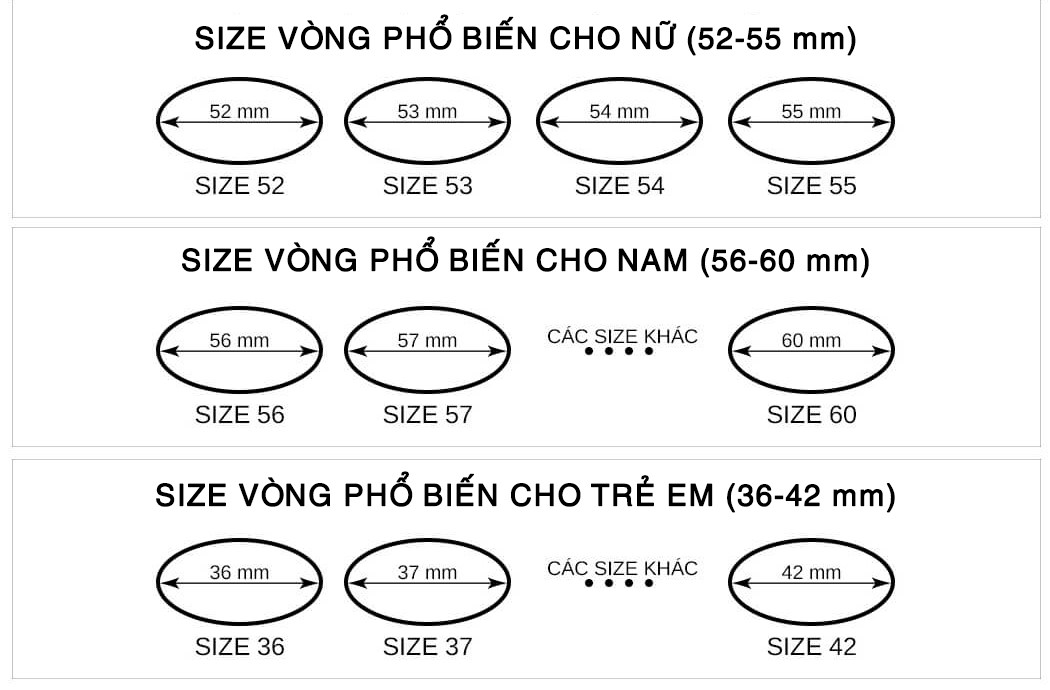 SIZE VÒNG PHỔ BIẾN CHO NỮ (52-55 mm)
52 mm 53 mm 54 mm 55 mm
SIZE 52 SIZE 53 SIZE 54 SIZE 55
SIZE VÒNG PHỔ BIẾN CHO NAM (56-60 mm)
56 mm 57 mm CÁC SIZE KHÁC 60 mm
SIZE 56 SIZE 57 SIZE 60
SIZE VÒNG PHỔ BIẾN CHO TRẺ EM (36-42 mm)
36 mm 37 mm CÁC SIZE KHÁC 42 mm
SIZE 36 SIZE 37 SIZE 42